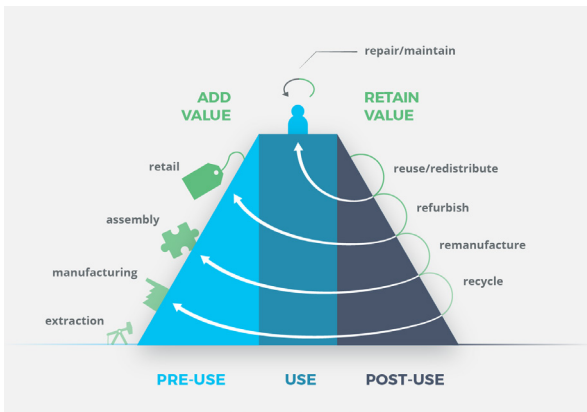 repair/maintain
ADD
VALUE
RETAIN
VALUE
retail
reuse/redistribute
assembly
refurbish
manufacturing
remanufacture
extraction
recycle
PRE-USE
USE
POST-USE